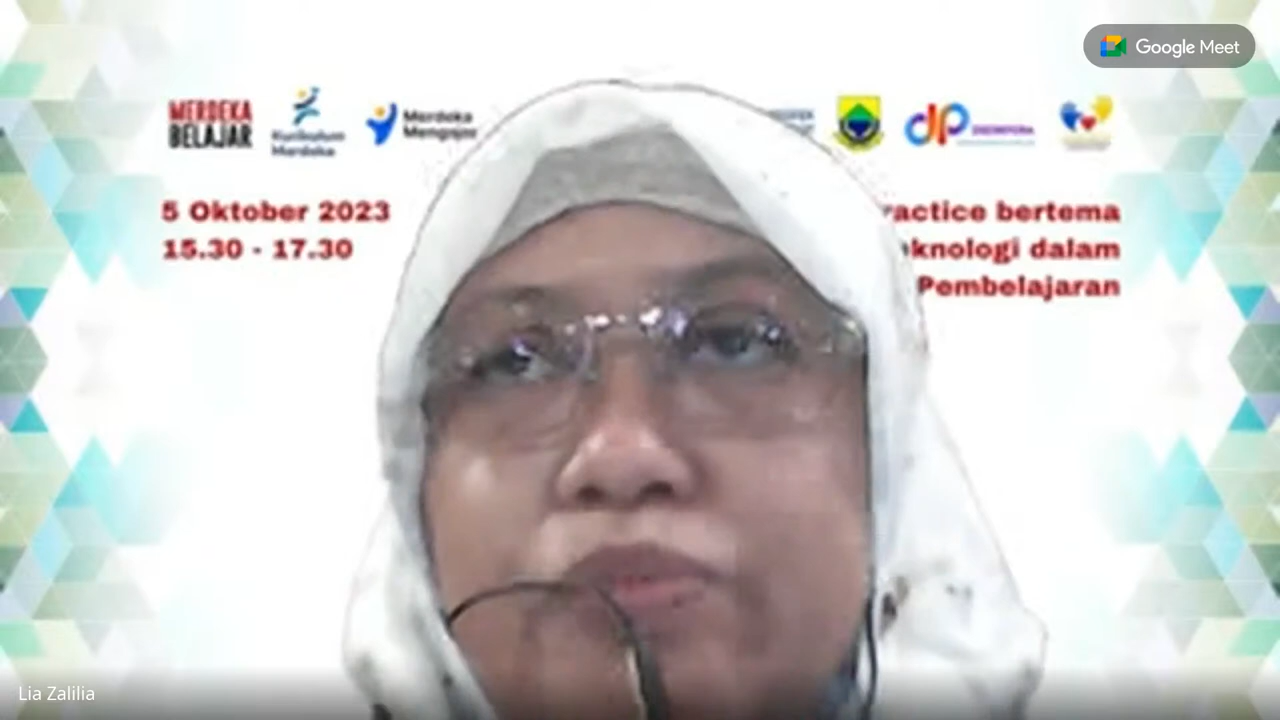 Google Meet
MERDEKA
BELAJAR
Kurikulum
Merdeka
Merdeka
Mengajar
5 Oktober 2023
15.30 - 17.30
ractice bertema
eknologi dalam
Pembelajaran
Lia Zalilia